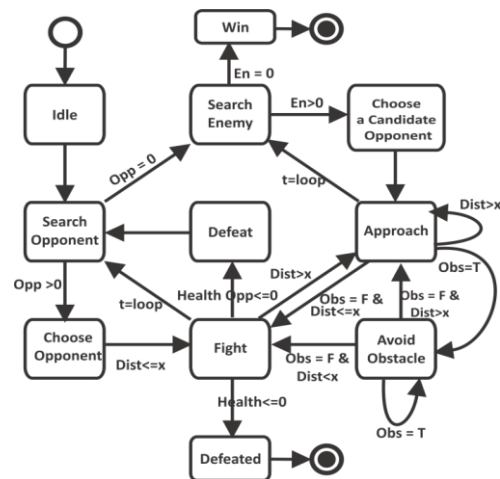 Win
En = 0
Idle
Search
Enemy
En>0
Choose
a Candidate
Opponent
Opp = 0
t=loop
Search
Opponent
Defeat
Approach
Dist>x
Dist>x
Obs=T
Opp >0
t=loop
Health Opp<=0
Obs = F &
Dist<=x
Obs = F &
Dist>x
Choose
Opponent
Dist<=x
Fight
Obs = F &
Dist<x
Avoid
Obstacle
Health<=0
Obs = T
Defeated